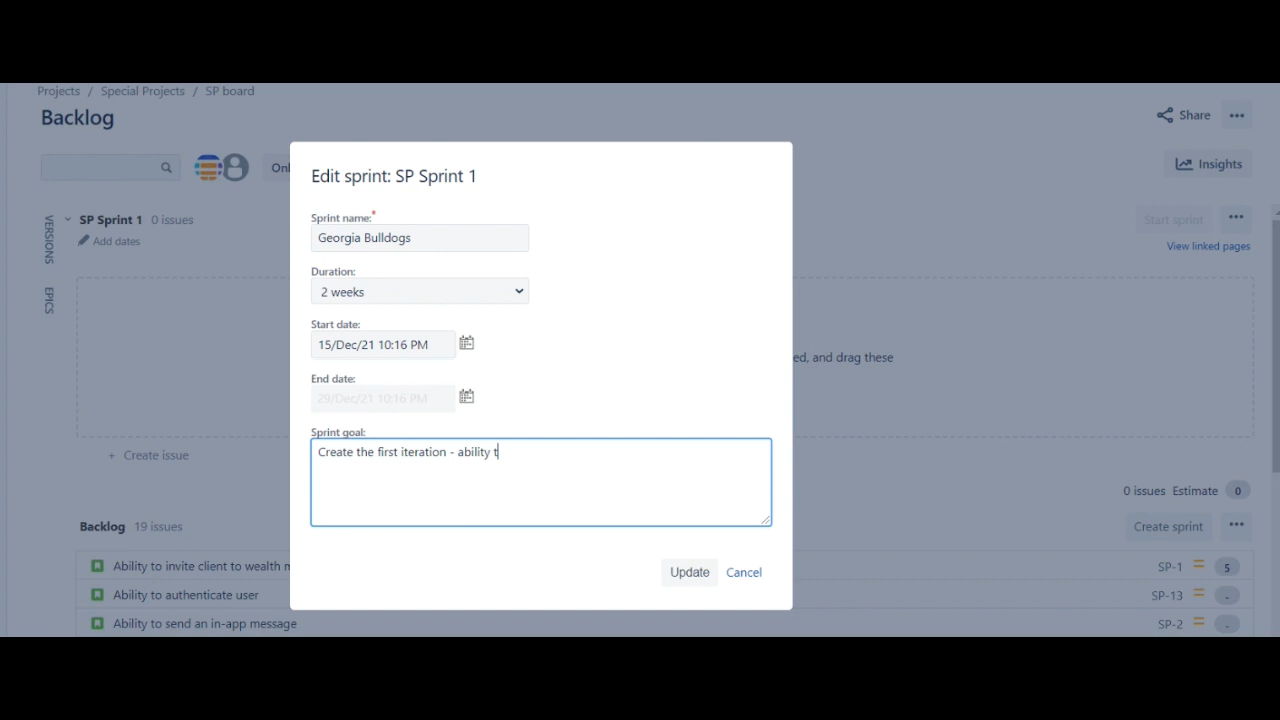 Projects / Special Projects / SP board
Backlog
Share
Insights
VERSIONS
EPICS
SP Sprint 1 0 issues
Add dates
Start sprint
View linked pages
Edit sprint: SP Sprint 1
Sprint name:*
Georgia Bulldogs
Duration:
2 weeks
Start date:
15/Dec/21 10:16 PM
End date:
29/Dec/21 10:16 PM
Sprint goal:
Create the first iteration - ability t
Update Cancel
and drag these
+ Create issue
0 issues Estimate 0
Backlog 19 issues
Create sprint
Ability to invite client to wealth
SP-1 5
Ability to authenticate user
SP-13 -
Ability to send an in-app message
SP-2 -